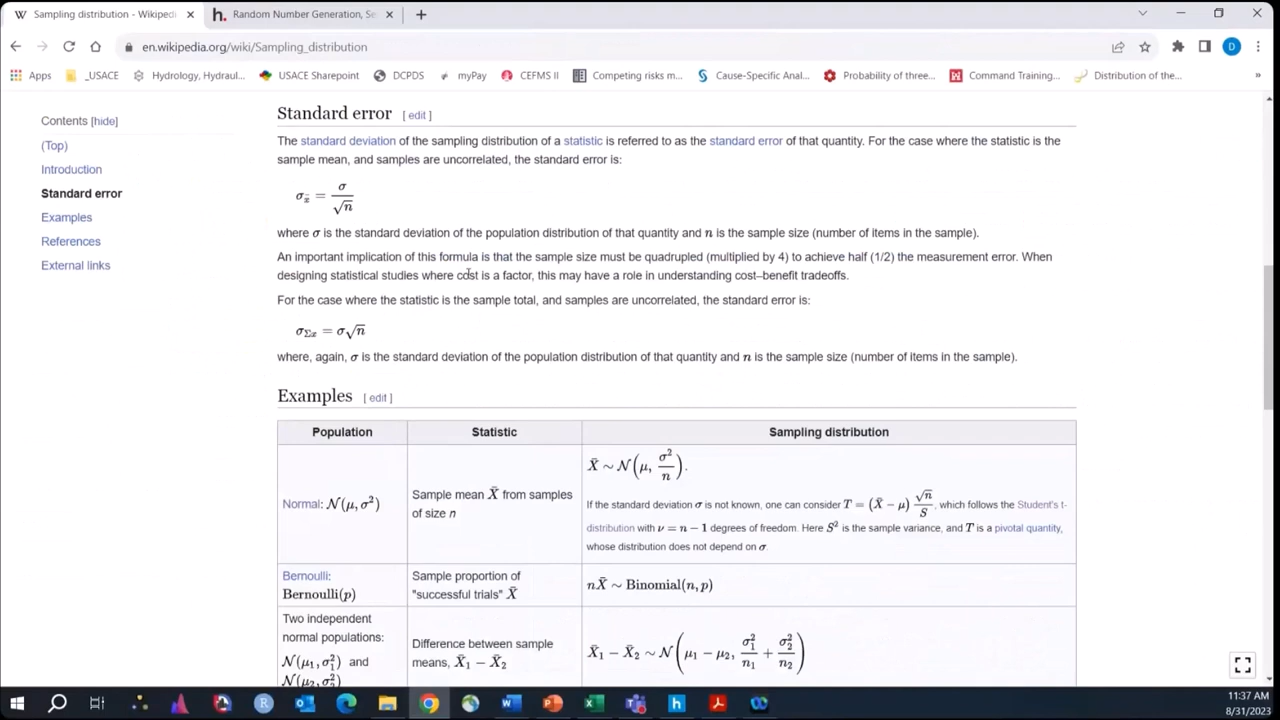 Sampling distribution - Wikipedi
Random Number Generation, Se
en.wikipedia.org/wiki/Sampling_distribution
D
Apps _USACE Hydrology, Hydraul... USACE Sharepoint DCPDS myPay CEFMS II Competing risks m... Cause-Specific Anal... Probability of three... Command Training... Distribution of the... »
Contents [hide]
(Top)
Introduction
Standard error
Examples
References
External links
Standard error [ edit ]
The standard deviation of the sampling distribution of a statistic is referred to as the standard error of that quantity. For the case where the statistic is the
sample mean, and samples are uncorrelated, the standard error is:
σx̄ = σ/√n
where σ is the standard deviation of the population distribution of that quantity and n is the sample size (number of items in the sample).
An important implication of this formula is that the sample size must be quadrupled (multiplied by 4) to achieve half (1/2) the measurement error. When
designing statistical studies where cost is a factor, this may have a role in understanding cost–benefit tradeoffs.
For the case where the statistic is the sample total, and samples are uncorrelated, the standard error is:
σΣx = σ√n
where, again, σ is the standard deviation of the population distribution of that quantity and n is the sample size (number of items in the sample).
Examples [ edit ]
Population Statistic Sampling distribution
Normal: N(μ, σ²)
Sample mean X̄ from samples
of size n
X̄ ~ N(μ, σ²/n).
If the standard deviation σ is not known, one can consider T = (X̄ − μ) √n/S, which follows the Student's t-
distribution with ν = n − 1 degrees of freedom. Here S² is the sample variance, and T is a pivotal quantity,
whose distribution does not depend on σ.
Bernoulli:
Bernoulli(p)
Sample proportion of
"successful trials" X̄
nX̄ ~ Binomial(n, p)
Two independent
normal populations:
N(μ₁, σ₁²) and
N(μ₂, σ₂²)
Difference between sample
means, X̄₁ − X̄₂
X̄₁ − X̄₂ ~ N(μ₁ − μ₂, σ₁²/n₁ + σ₂²/n₂)
11:37 AM
8/31/2023